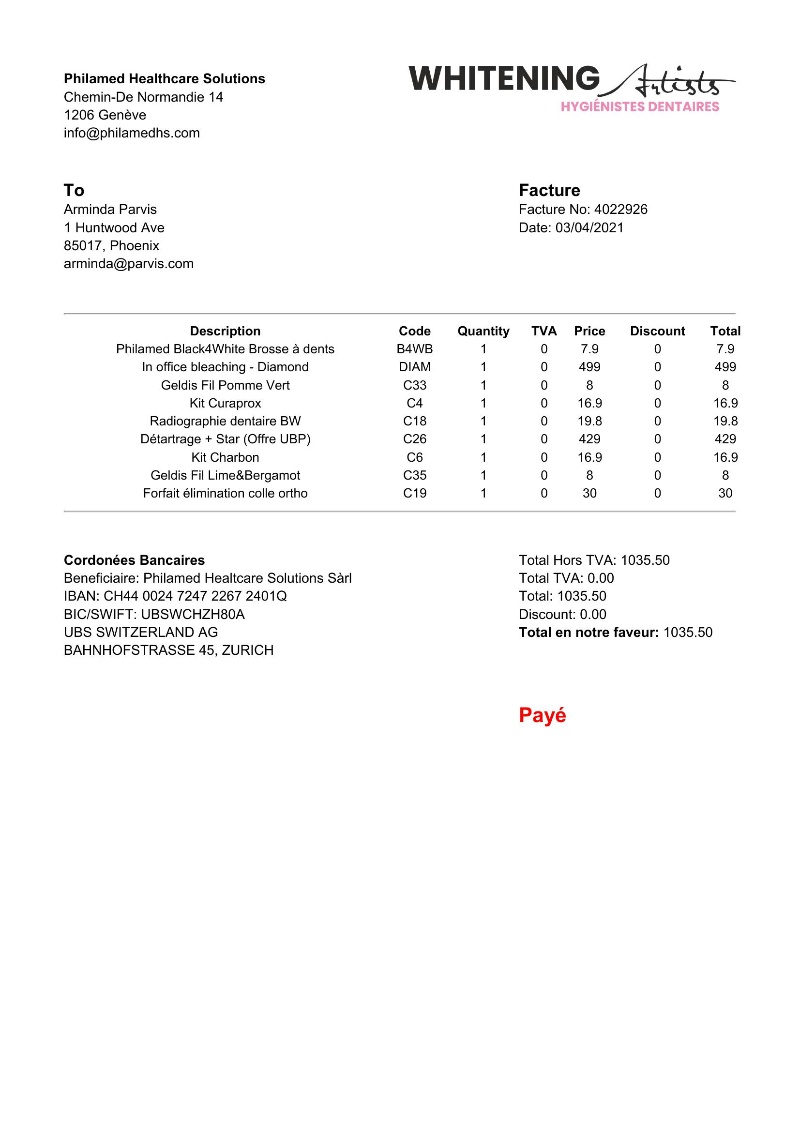 Philamed Healthcare Solutions
Chemin-De Normandie 14
1206 Genève
info@philamedhs.com
WHITENING Artists
HYGIÉNISTES DENTAIRES
To
Arminda Parvis
1 Huntwood Ave
85017, Phoenix
arminda@parvis.com
Facture
Facture No: 4022926
Date: 03/04/2021
Description Code Quantity TVA Price Discount Total
Philamed Black4White Brosse à dents B4WB 1 0 7.9 0 7.9
In office bleaching - Diamond DIAM 1 0 499 0 499
Geldis Fil Pomme Vert C33 1 0 8 0 8
Kit Curaprox C4 1 0 16.9 0 16.9
Radiographie dentaire BW C18 1 0 19.8 0 19.8
Détartrage + Star (Offre UBP) C26 1 0 429 0 429
Kit Charbon C6 1 0 16.9 0 16.9
Geldis Fil Lime&Bergamot C35 1 0 8 0 8
Forfait élimination colle ortho C19 1 0 30 0 30
Cordonées Bancaires
Beneficiaire: Philamed Healtcare Solutions Sàrl
IBAN: CH44 0024 7247 2267 2401Q
BIC/SWIFT: UBSWCHZH80A
UBS SWITZERLAND AG
BAHNHOFSTRASSE 45, ZURICH
Total Hors TVA: 1035.50
Total TVA: 0.00
Total: 1035.50
Discount: 0.00
Total en notre faveur: 1035.50
Payé